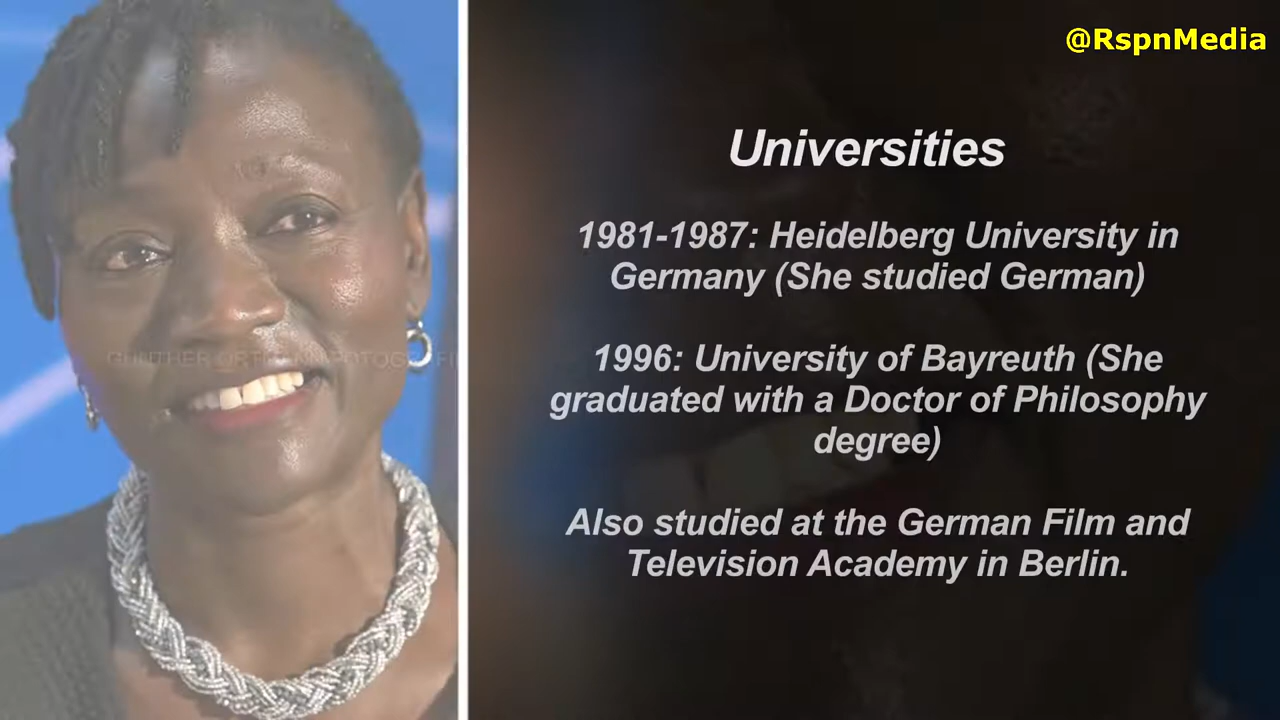 @RspnMedia
Universities
1981-1987: Heidelberg University in
Germany (She studied German)
1996: University of Bayreuth (She
graduated with a Doctor of Philosophy
degree)
Also studied at the German Film and
Television Academy in Berlin.